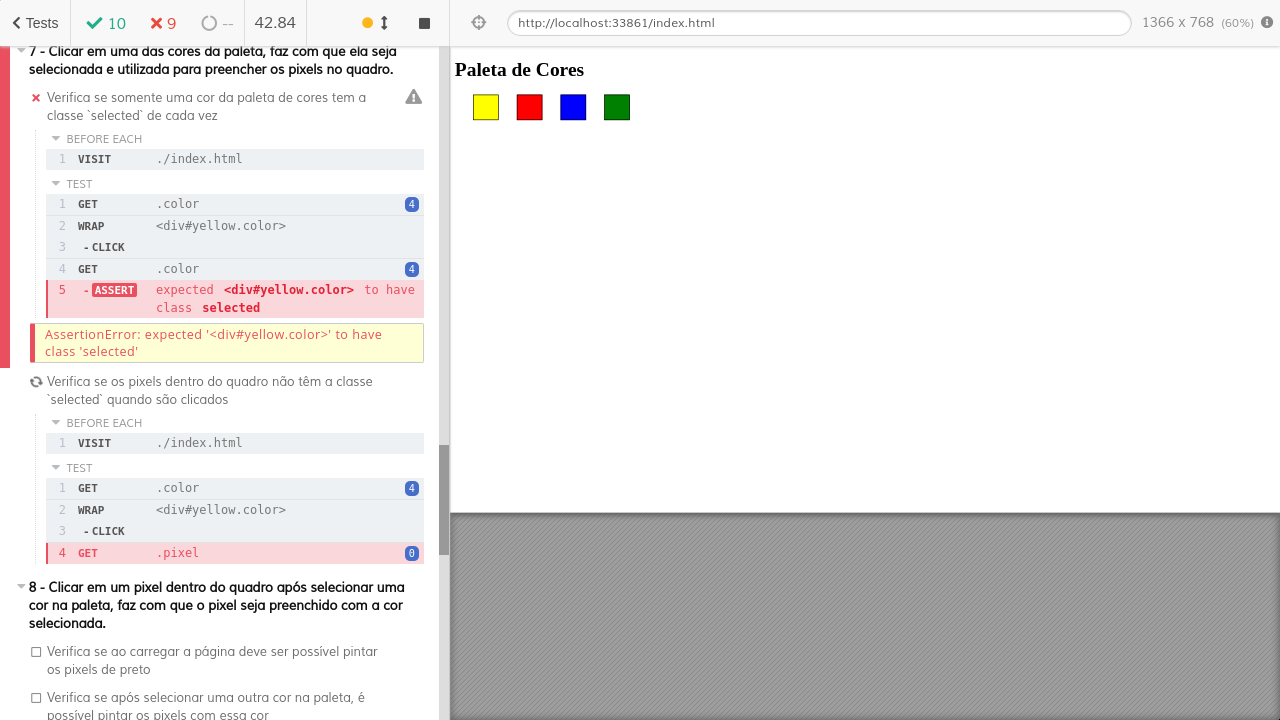 Tests
10
9
--
42.84
http://localhost:33861/index.html
1366 x 768 (60%)
7 - Clicar em uma das cores da paleta, faz com que ela seja
selecionada e utilizada para preencher os pixels no quadro.
Verifica se somente uma cor da paleta de cores tem a
classe `selected` de cada vez
BEFORE EACH
1 VISIT ./index.html
TEST
1 GET .color 4
2 WRAP <div#yellow.color>
3 -CLICK
4 GET .color 4
5 -ASSERT expected <div#yellow.color> to have
class selected
AssertionError: expected '<div#yellow.color>' to have
class 'selected'
Verifica se os pixels dentro do quadro não têm a classe
`selected` quando são clicados
BEFORE EACH
1 VISIT ./index.html
TEST
1 GET .color 4
2 WRAP <div#yellow.color>
3 -CLICK
4 GET .pixel 0
8 - Clicar em um pixel dentro do quadro após selecionar uma
cor na paleta, faz com que o pixel seja preenchido com a cor
selecionada.
Verifica se ao carregar a página deve ser possível pintar
os pixels de preto
Verifica se após selecionar uma outra cor na paleta, é
possível pintar os pixels com essa cor
Paleta de Cores